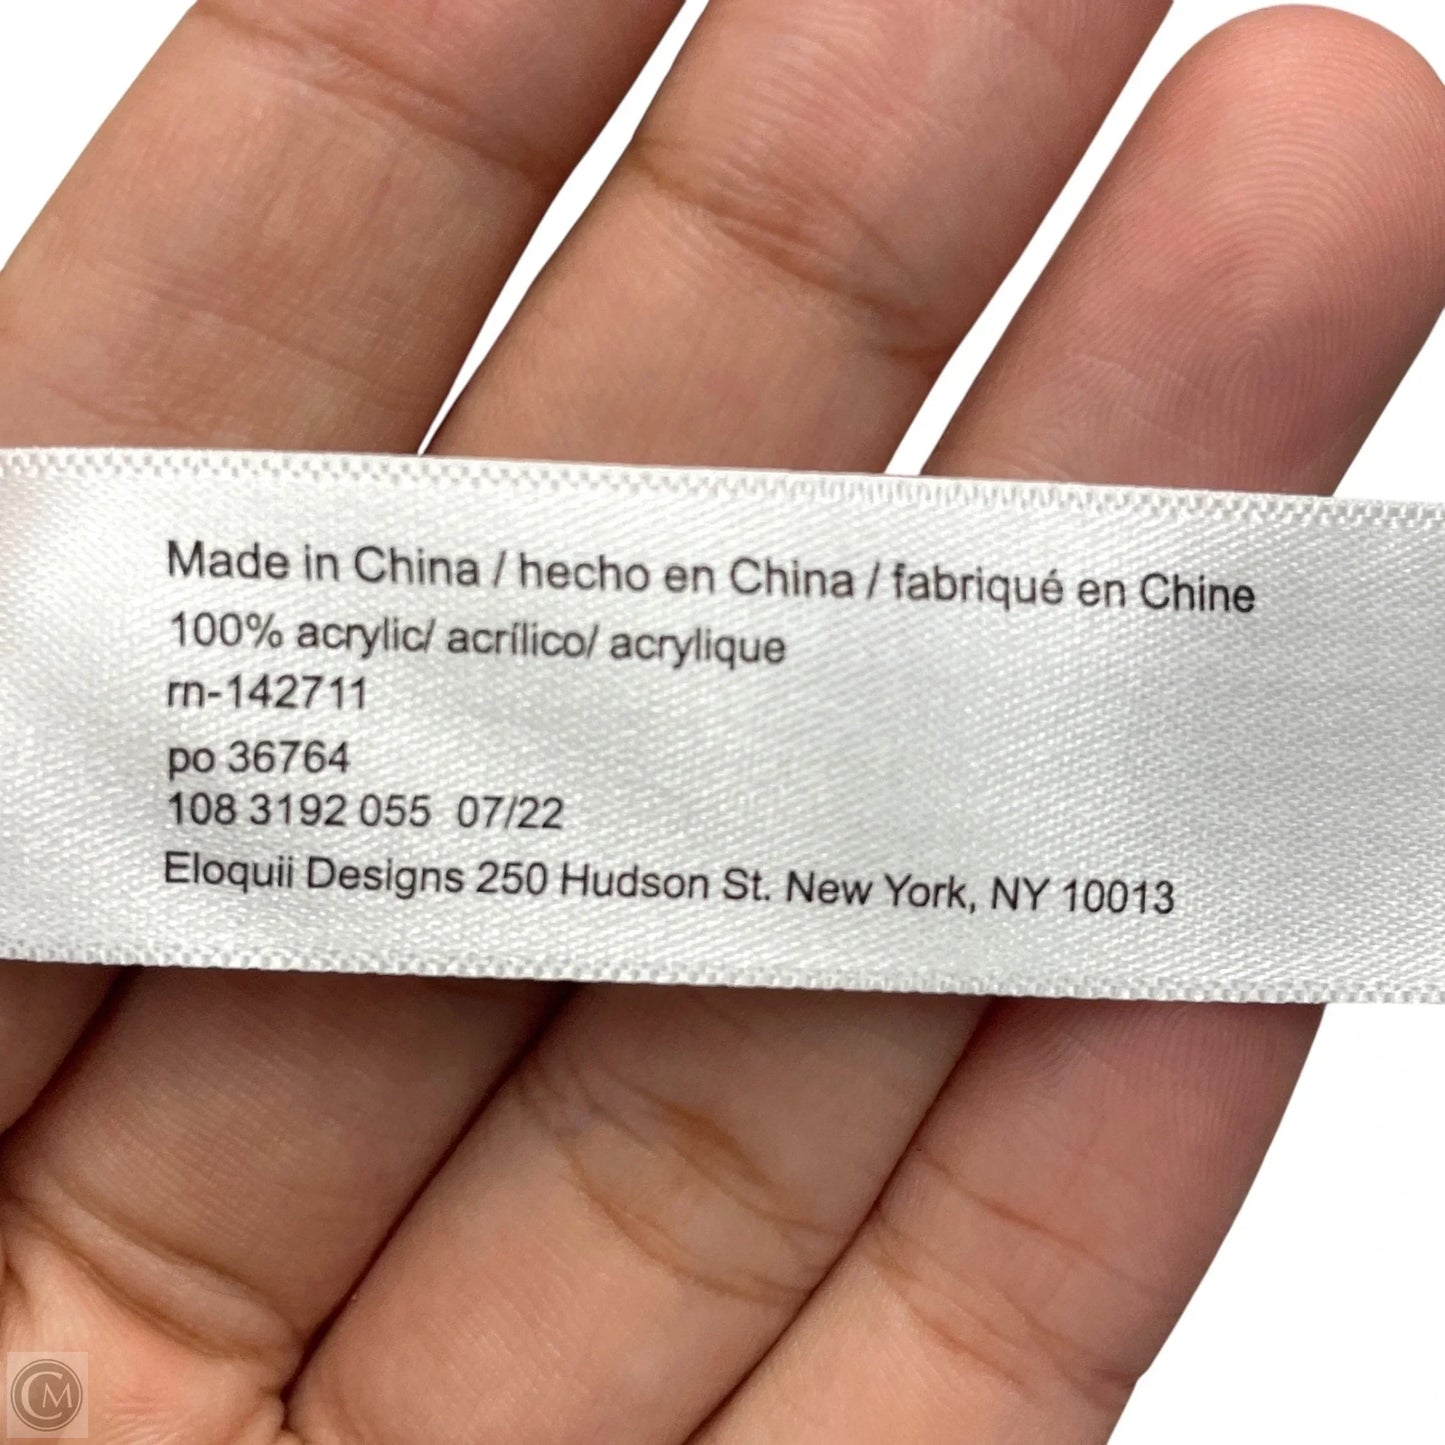 Made in China / hecho en China / fabriqué en Chine
100% acrylic/ acrílico/ acrylique
rn-142711
po 36764
108 3192 055  07/22
Eloquii Designs 250 Hudson St. New York, NY 10013
CM